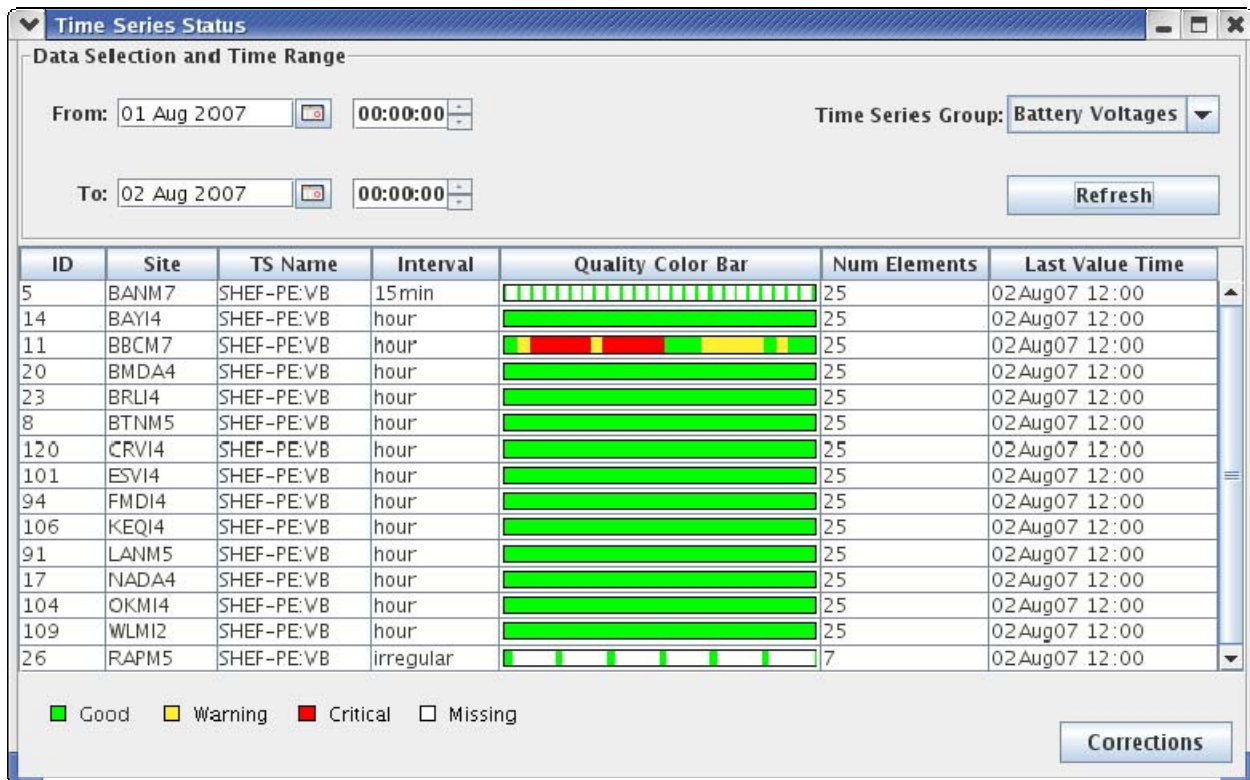 Time Series Status
Data Selection and Time Range
From: 01 Aug 2007 00:00:00 Time Series Group: Battery Voltages
To: 02 Aug 2007 00:00:00 Refresh
ID Site TS Name Interval Quality Color Bar Num Elements Last Value Time
5 BANM7 SHEF-PE:VB 15min 25 02Aug07 12:00
14 BAYI4 SHEF-PE:VB hour 25 02Aug07 12:00
11 BBCM7 SHEF-PE:VB hour 25 02Aug07 12:00
20 BMDA4 SHEF-PE:VB hour 25 02Aug07 12:00
23 BRLI4 SHEF-PE:VB hour 25 02Aug07 12:00
8 BTNM5 SHEF-PE:VB hour 25 02Aug07 12:00
120 CRVI4 SHEF-PE:VB hour 25 02Aug07 12:00
101 ESVI4 SHEF-PE:VB hour 25 02Aug07 12:00
94 FMDI4 SHEF-PE:VB hour 25 02Aug07 12:00
106 KEQI4 SHEF-PE:VB hour 25 02Aug07 12:00
91 LANM5 SHEF-PE:VB hour 25 02Aug07 12:00
17 NADA4 SHEF-PE:VB hour 25 02Aug07 12:00
104 OKMI4 SHEF-PE:VB hour 25 02Aug07 12:00
109 WLMI2 SHEF-PE:VB hour 25 02Aug07 12:00
26 RAPM5 SHEF-PE:VB irregular 7 02Aug07 12:00
Good Warning Critical Missing
Corrections